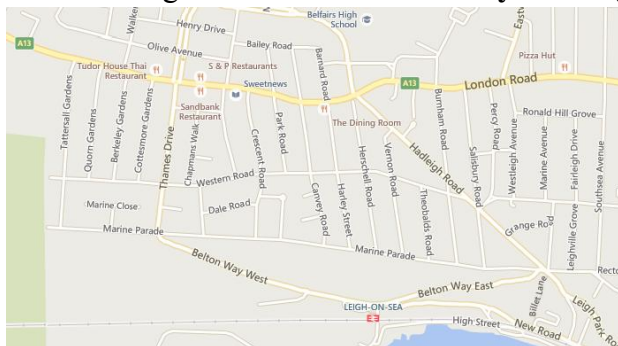 Belfairs High
School
Henry Drive
Walker
Olive Avenue
Bailey Road
Eastw
A13
Tudor House Thai
Restaurant
S & P Restaurants
Sweetnews
Barnard Road
Pizza Hut
A13
London Road
Sandbank
Restaurant
The Dining Room
Burnham Road
Ronald Hill Grove
Tattersall Gardens
Quorn Gardens
Berkeley Gardens
Cottesmore Gardens
Thames Drive
Chapmans Walk
Crescent Road
Park Road
Hadleigh Road
Percy Road
Westleigh Avenue
Marine Avenue
Fairleigh Drive
Southsea Avenue
Western Road
Canvey Road
Harley Street
Herschell Road
Vernon Road
Theobalds Road
Salisbury Road
Marine Close
Dale Road
Leighville Grove
Grange Road
Marine Parade
Marine Parade
Belton Way West
Recto
Belton Way East
Billet Lane
LEIGH-ON-SEA
High Street
New Road
Leigh Park Ro